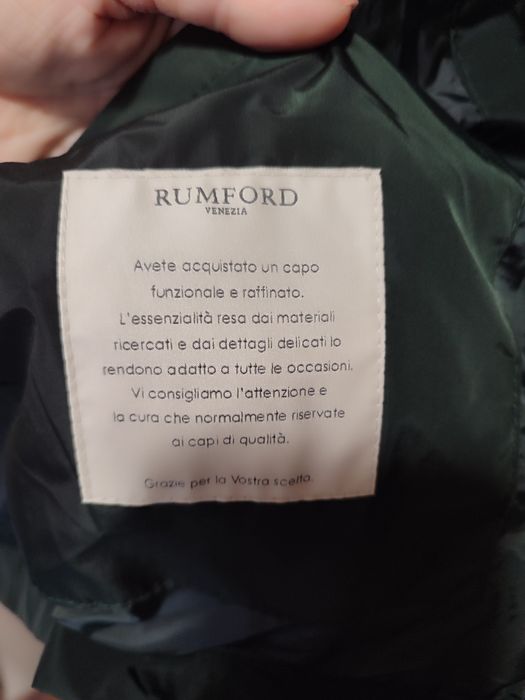 RUMFORD
VENEZIA
Avete acquistato un capo
funzionale e raffinato.
L'essenzialità resa dai materiali
ricercati e dai dettagli delicati lo
rendono adatto a tutte le occasioni.
Vi consigliamo l'attenzione e
la cura che normalmente riservate
ai capi di qualità.
Grazie per la Vostra scelta.